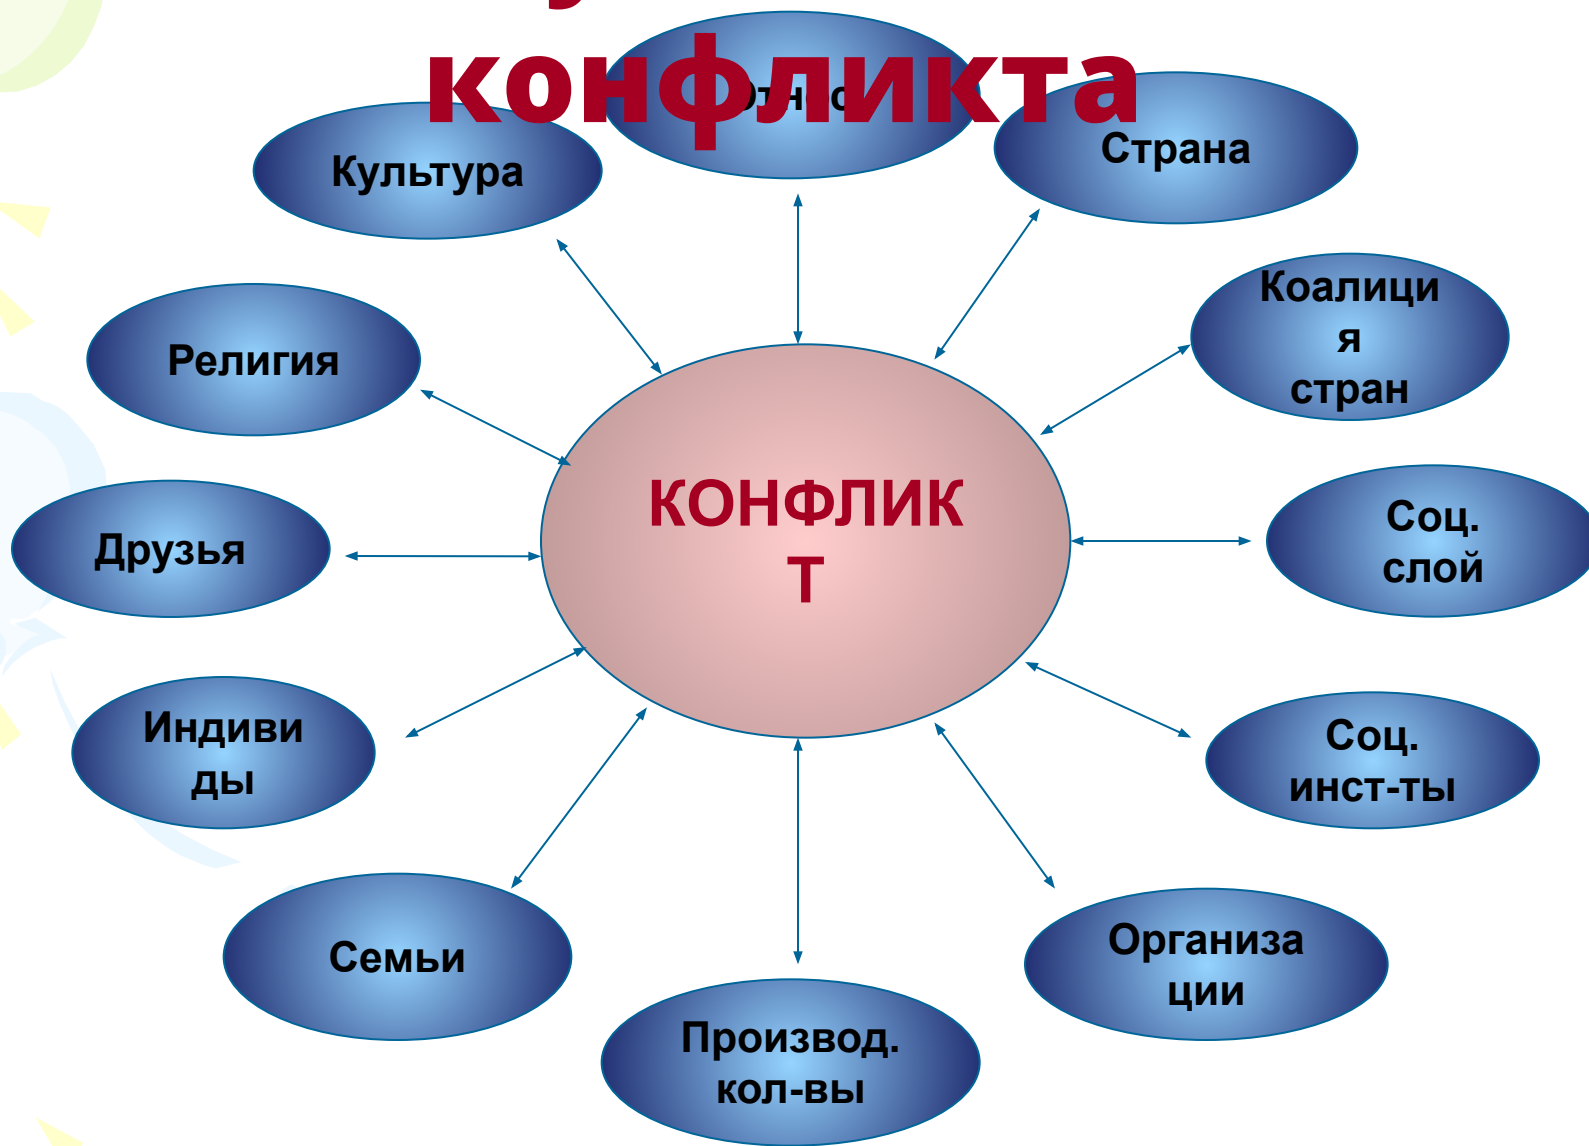 конфликта
Этнос
Страна
Культура
Коалици
я
стран
Религия
КОНФЛИК
Т
Соц.
слой
Друзья
Индиви
ды
Соц.
инст-ты
Семьи
Организа
ции
Производ.
кол-вы